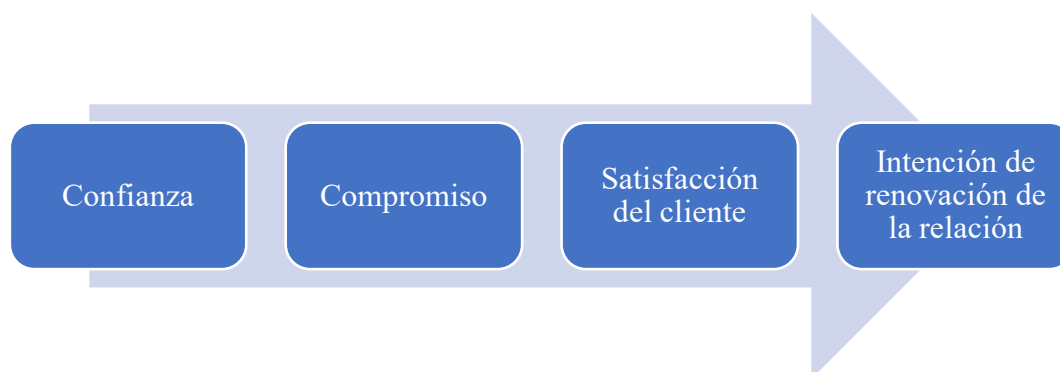 Confianza
Compromiso
Satisfacción
del cliente
Intención de
renovación de
la relación